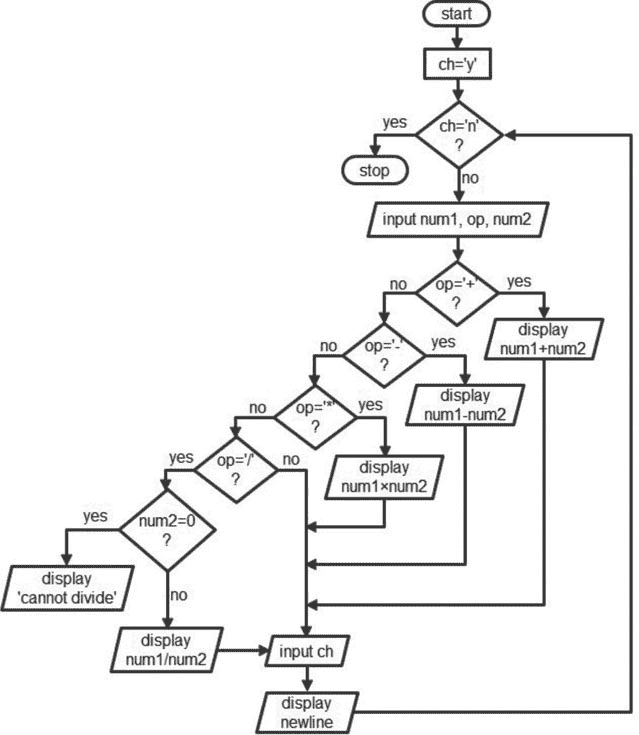 start
ch='y'
ch='n'
?
yes
stop
no
input num1, op, num2
op='+'
?
no
yes
display
num1+num2
op='-'
?
no
yes
display
num1-num2
op='*'
?
no
yes
display
num1×num2
op='/'
?
yes
no
num2=0
?
yes
display
'cannot divide'
no
display
num1/num2
input ch
display
newline